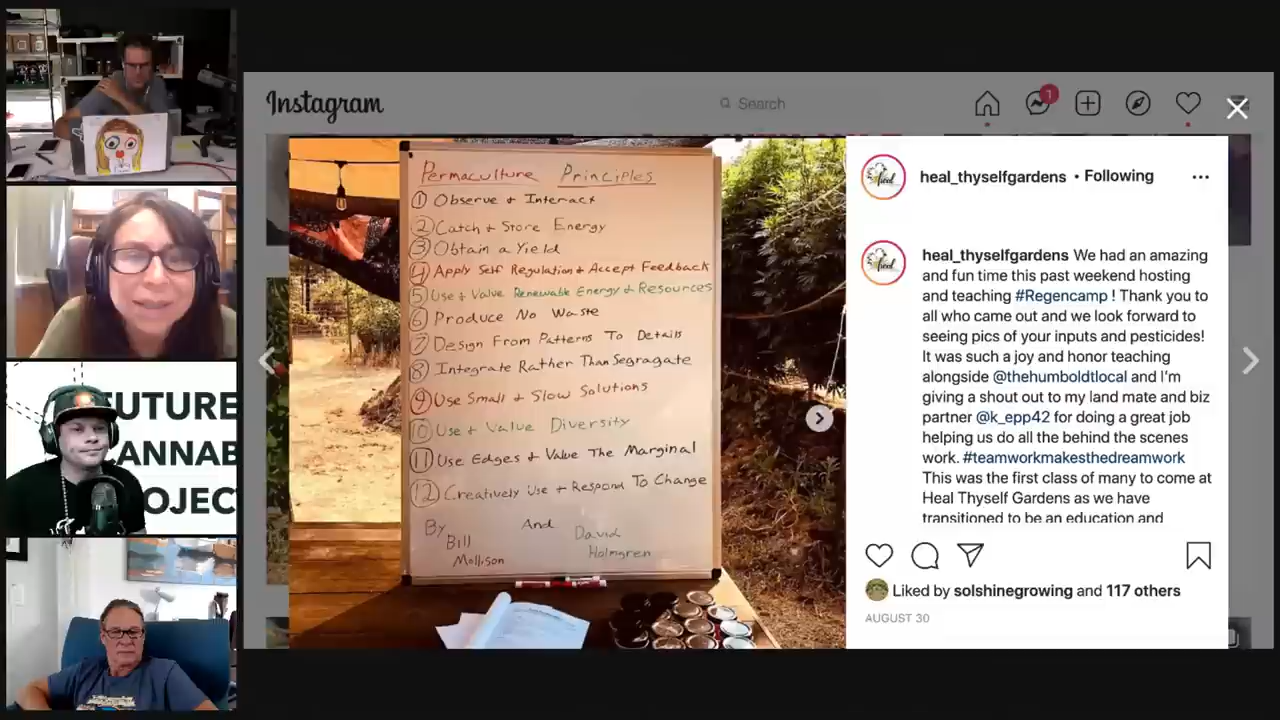 Instagram
Search
1
Permaculture Principles
① Observe & Interact
② Catch & Store Energy
③ Obtain a Yield
④ Apply Self Regulation & Accept Feedback
⑤ Use & Value Renewable Energy & Resources
⑥ Produce No Waste
⑦ Design From Patterns To Details
⑧ Integrate Rather Than Segragate
⑨ Use Small & Slow Solutions
⑩ Use & Value Diversity
⑪ Use Edges & Value The Marginal
⑫ Creatively Use & Respond To Change
By Bill Mollison And David Holmgren
heal_thyselfgardens • Following
heal_thyselfgardens We had an amazing
and fun time this past weekend hosting
and teaching #Regencamp ! Thank you to
all who came out and we look forward to
seeing pics of your inputs and pesticides!
It was such a joy and honor teaching
alongside @thehumboldtlocal and I'm
giving a shout out to my land mate and biz
partner @k_epp42 for doing a great job
helping us do all the behind the scenes
work. #teamworkmakesthedreamwork
This was the first class of many to come at
Heal Thyself Gardens as we have
transitioned to be an education and
Liked by solshinegrowing and 117 others
AUGUST 30
FUTURE
CANNAB
PROJEC